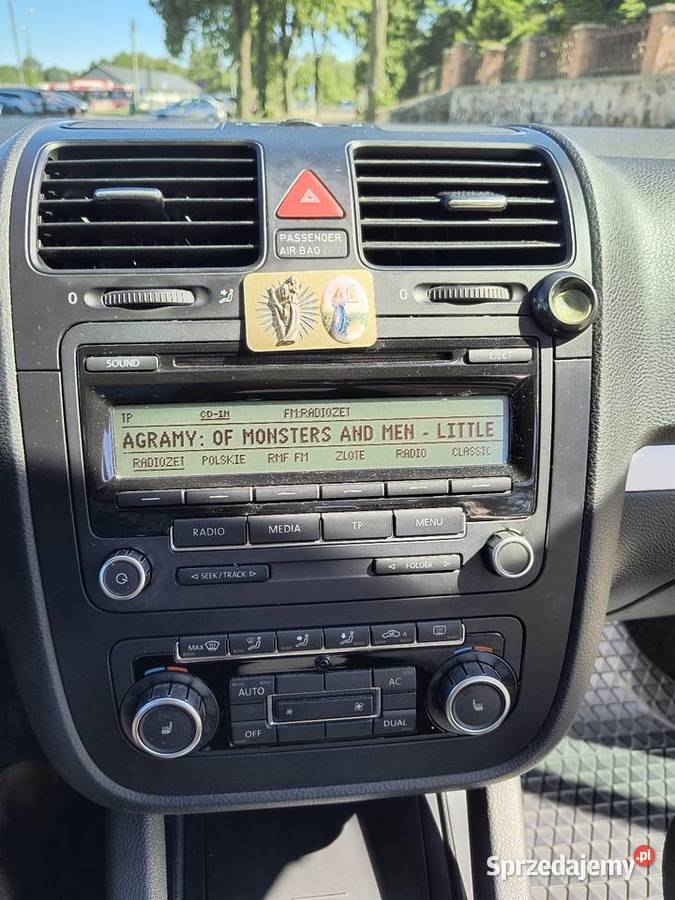 PASSENGER
AIR BAG OFF
0 0
SOUND EJECT
TP CD-IN FM:RADIOZET
AGRAMY: OF MONSTERS AND MEN - LITTLE
RADIOZET POLSKIE RMF FM ZLOTE RADIO CLASSIC
RADIO MEDIA TP MENU
SEEK / TRACK FOLDER
MAX A
AUTO AC
OFF DUAL
Sprzedajemy.pl